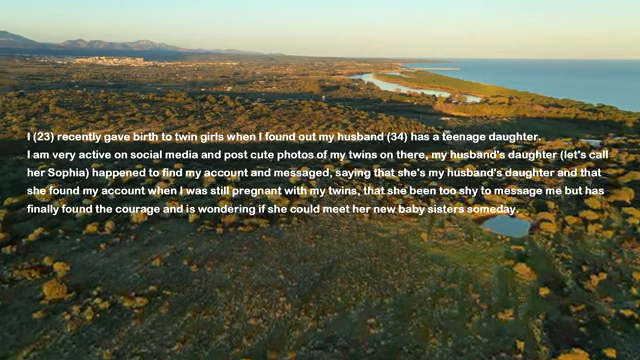 I (23) recently gave birth to twin girls when I found out my husband (34) has a teenage daughter.
I am very active on social media and post cute photos of my twins on there, my husband's daughter (let's call
her Sophia) happened to find my account and messaged, saying that she's my husband's daughter and that
she found my account when I was still pregnant with my twins, that she been too shy to message me but has
finally found the courage and is wondering if she could meet her new baby sisters someday.